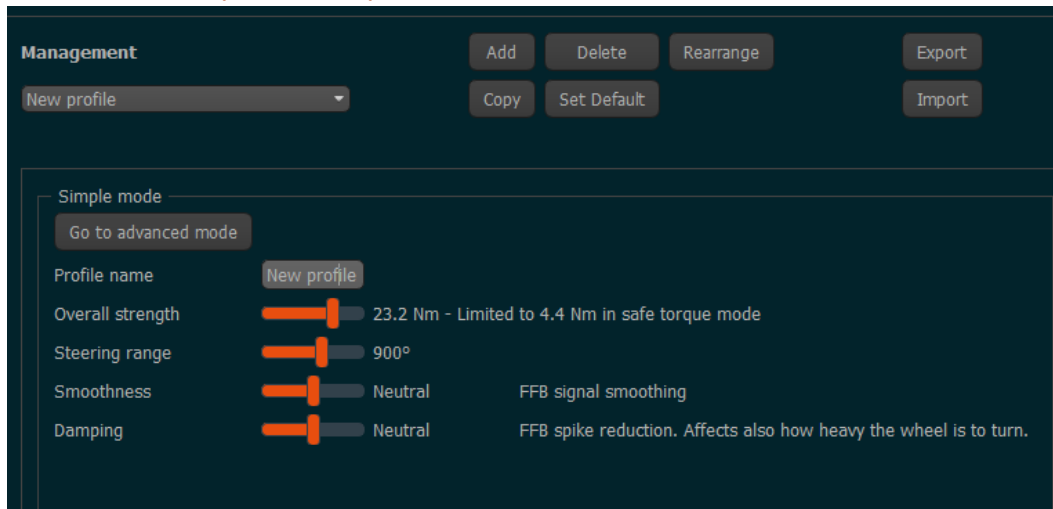 Management Add Delete Rearrange Export
New profile Copy Set Default Import
Simple mode
Go to advanced mode
Profile name New profile
Overall strength 23.2 Nm - Limited to 4.4 Nm in safe torque mode
Steering range 900º
Smoothness Neutral FFB signal smoothing
Damping Neutral FFB spike reduction. Affects also how heavy the wheel is to turn.